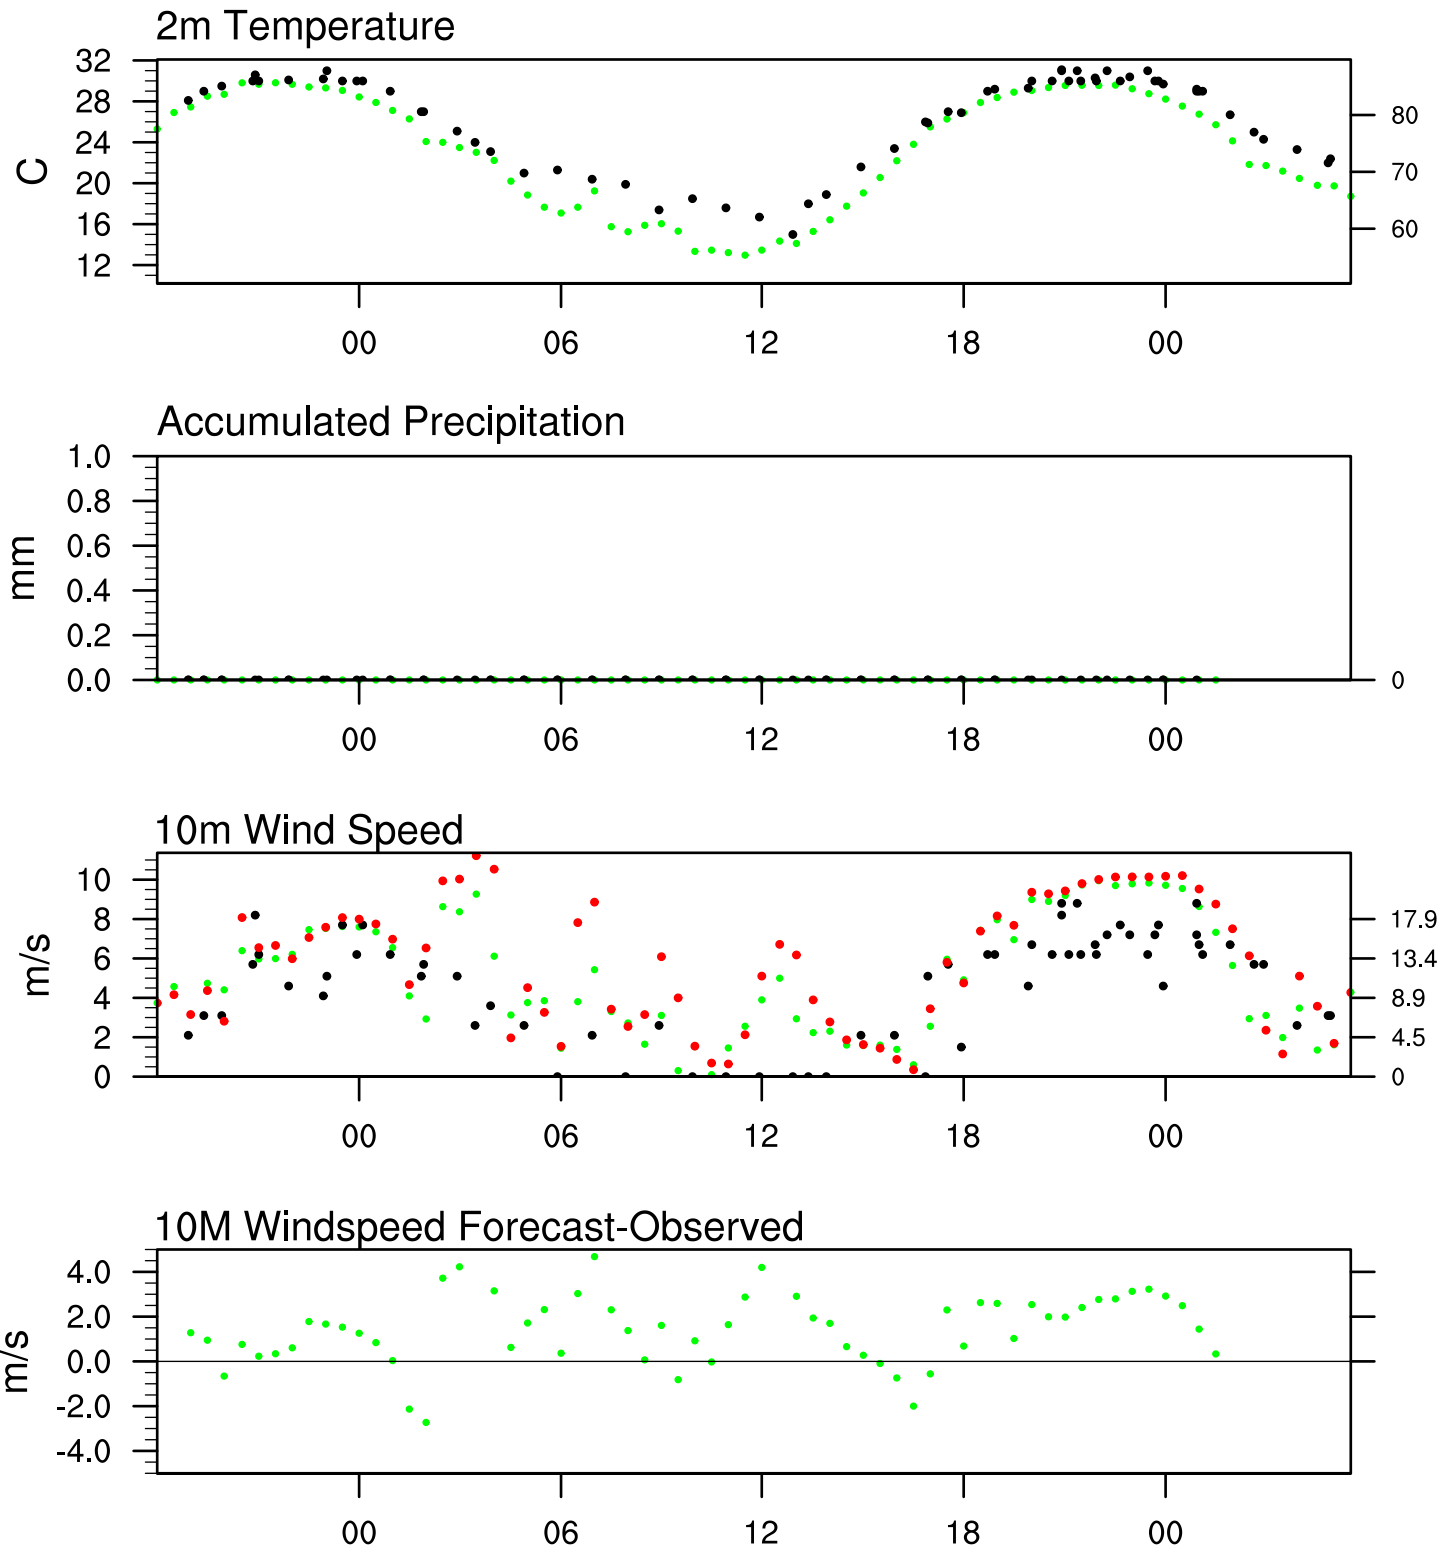 2m Temperature
32
28
24
20
16
12
C
80
70
60
00 06 12 18 00
Accumulated Precipitation
1.0
0.8
0.6
0.4
0.2
0.0
mm
0
00 06 12 18 00
10m Wind Speed
10
8
6
4
2
0
m/s
17.9
13.4
8.9
4.5
0
00 06 12 18 00
10M Windspeed Forecast-Observed
4.0
2.0
0.0
-2.0
-4.0
m/s
00 06 12 18 00